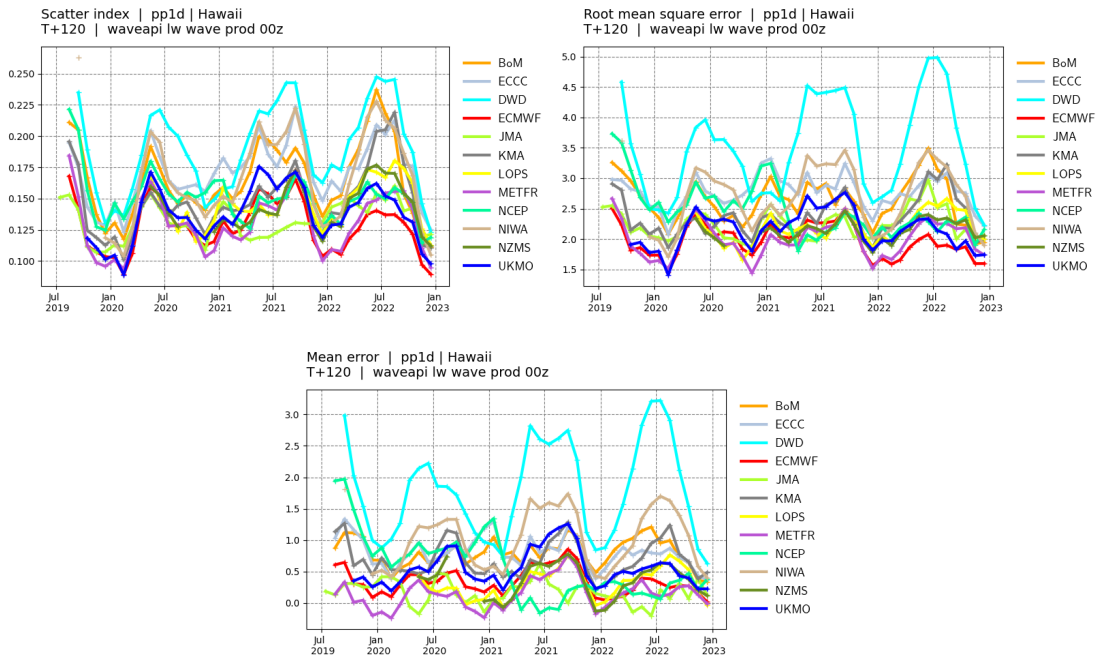 Scatter index | pp1d | Hawaii
T+120 | waveapi lw wave prod 00z
0.250
0.225
0.200
0.175
0.150
0.125
0.100
Jul 2019
Jan 2020
Jul 2020
Jan 2021
Jul 2021
Jan 2022
Jul 2022
Jan 2023
BoM
ECCC
DWD
ECMWF
JMA
KMA
LOPS
METFR
NCEP
NIWA
NZMS
UKMO
Root mean square error | pp1d | Hawaii
T+120 | waveapi lw wave prod 00z
5.0
4.5
4.0
3.5
3.0
2.5
2.0
1.5
Jul 2019
Jan 2020
Jul 2020
Jan 2021
Jul 2021
Jan 2022
Jul 2022
Jan 2023
BoM
ECCC
DWD
ECMWF
JMA
KMA
LOPS
METFR
NCEP
NIWA
NZMS
UKMO
Mean error | pp1d | Hawaii
T+120 | waveapi lw wave prod 00z
3.0
2.5
2.0
1.5
1.0
0.5
0.0
Jul 2019
Jan 2020
Jul 2020
Jan 2021
Jul 2021
Jan 2022
Jul 2022
Jan 2023
BoM
ECCC
DWD
ECMWF
JMA
KMA
LOPS
METFR
NCEP
NIWA
NZMS
UKMO